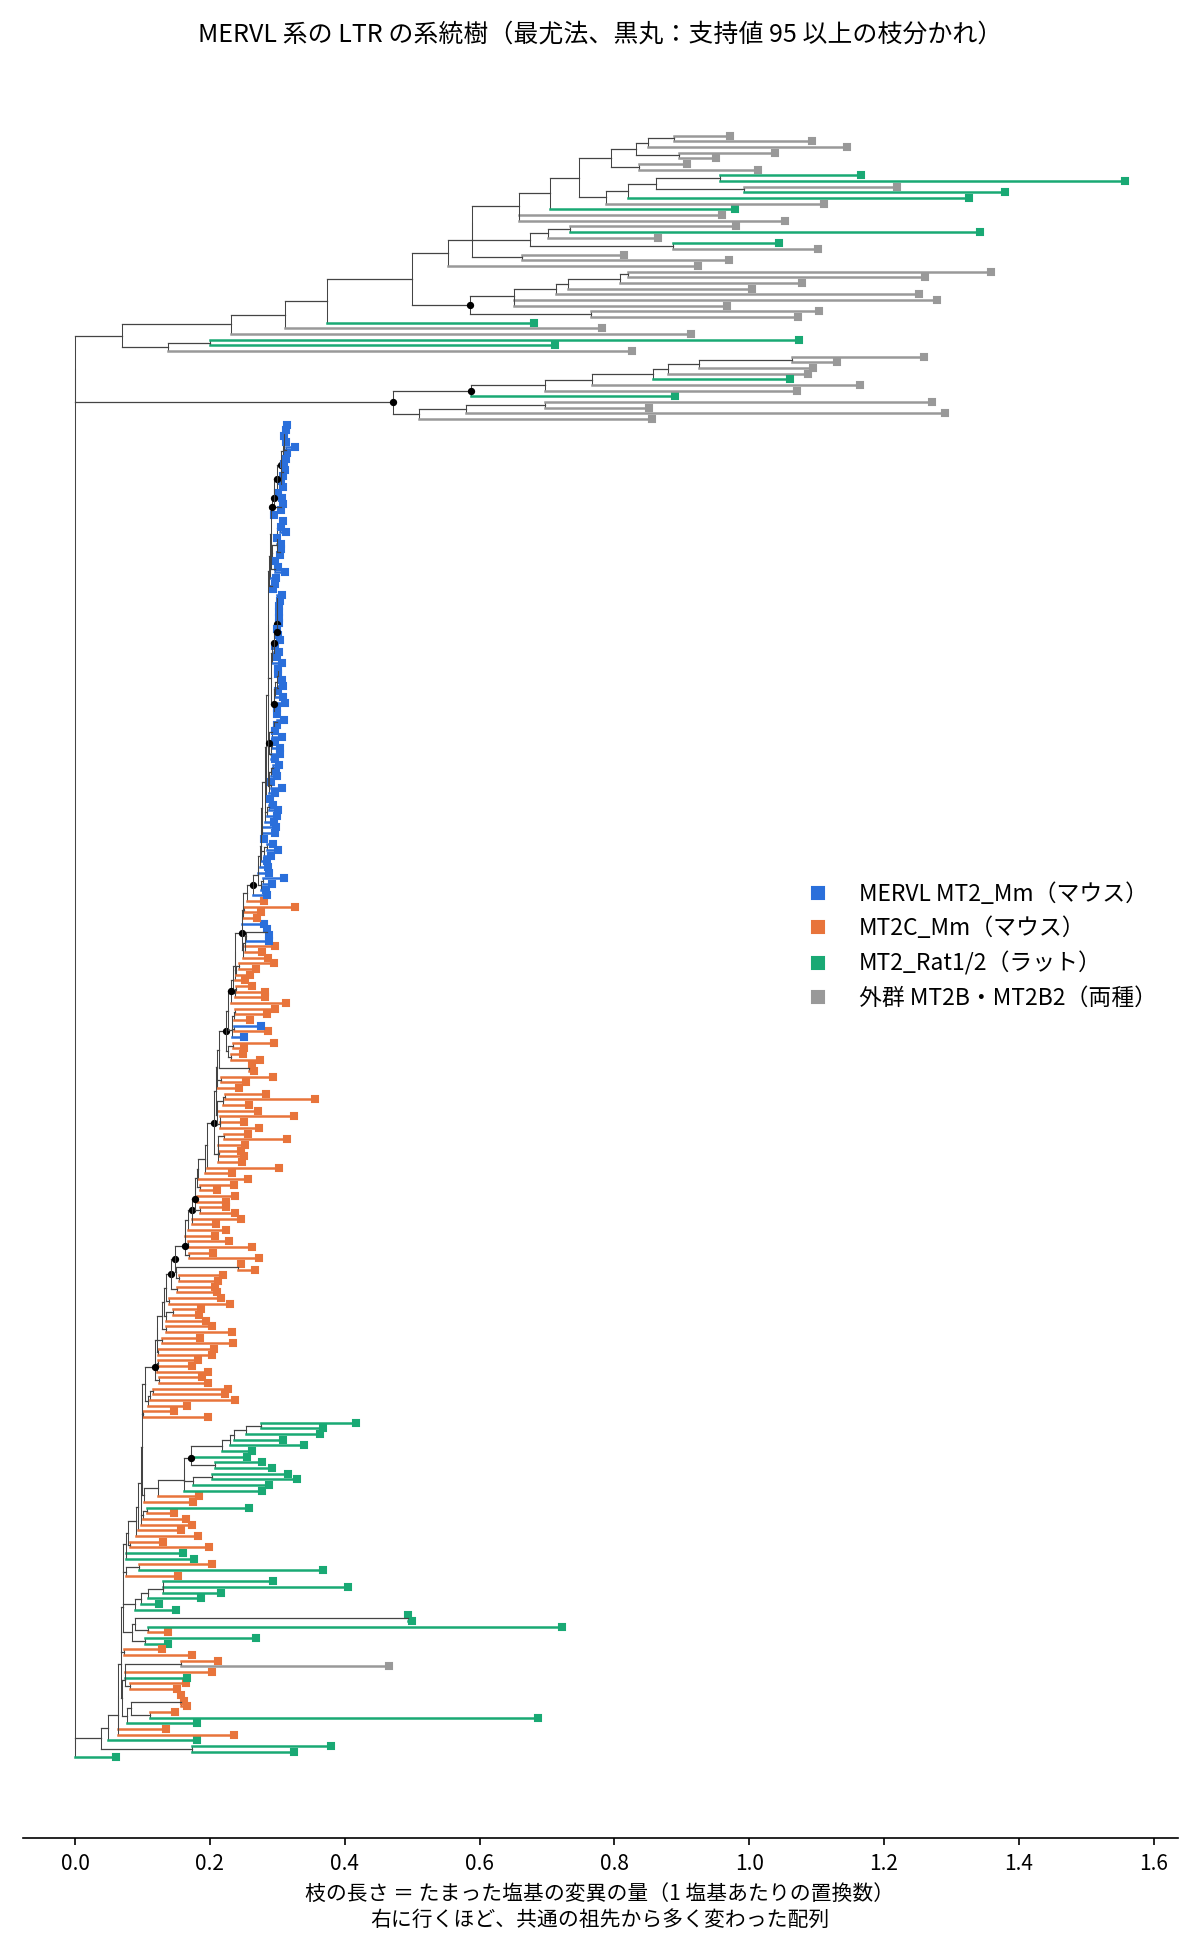 MERVL 系の LTR の系統樹（最尤法、黒丸：支持値 95 以上の枝分かれ）
MERVL MT2_Mm（マウス）
MT2C_Mm（マウス）
MT2_Rat1/2（ラット）
外群 MT2B・MT2B2（両種）
0.0 0.2 0.4 0.6 0.8 1.0 1.2 1.4 1.6
枝の長さ ＝ たまった塩基の変異の量（1 塩基あたりの置換数）
右に行くほど、共通の祖先から多く変わった配列